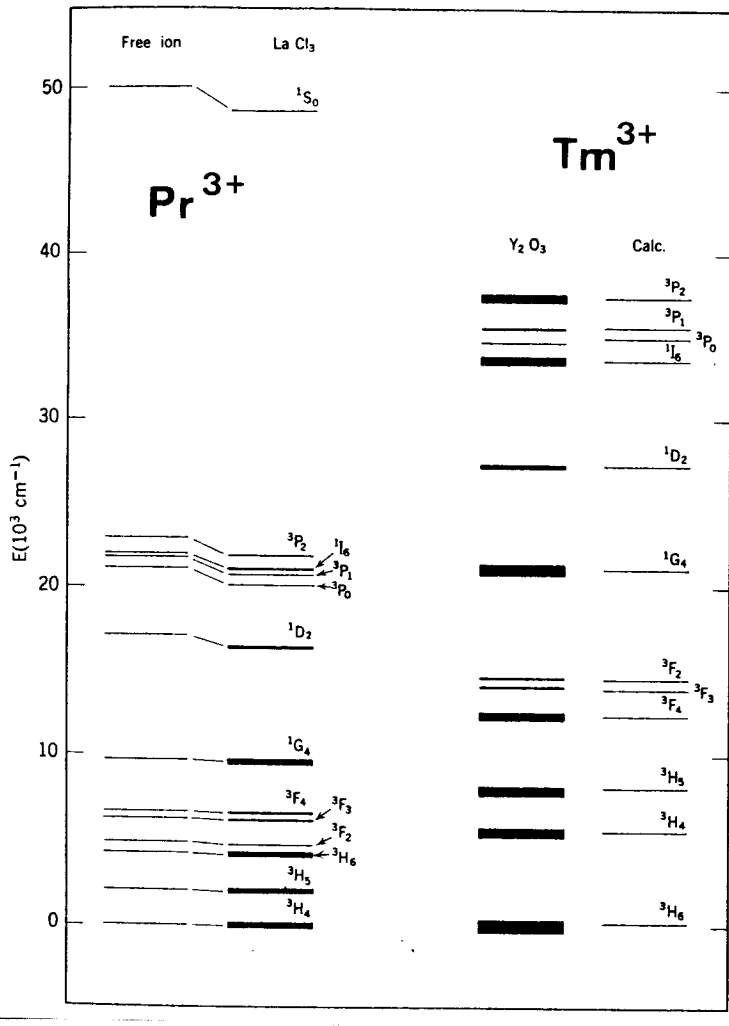 Free ion
La Cl₃
50
¹S₀
Tm³⁺
Pr³⁺
40
Y₂ O₃
Calc.
³P₂
³P₁
³P₀
¹I₆
30
E(10³ cm⁻¹)
¹D₂
³P₂
¹I₆
³P₁
³P₀
20
¹G₄
¹D₂
³F₂
³F₃
³F₄
10
¹G₄
³H₅
³F₄
³F₃
³F₂
³H₆
³H₄
³H₅
³H₄
0
³H₆